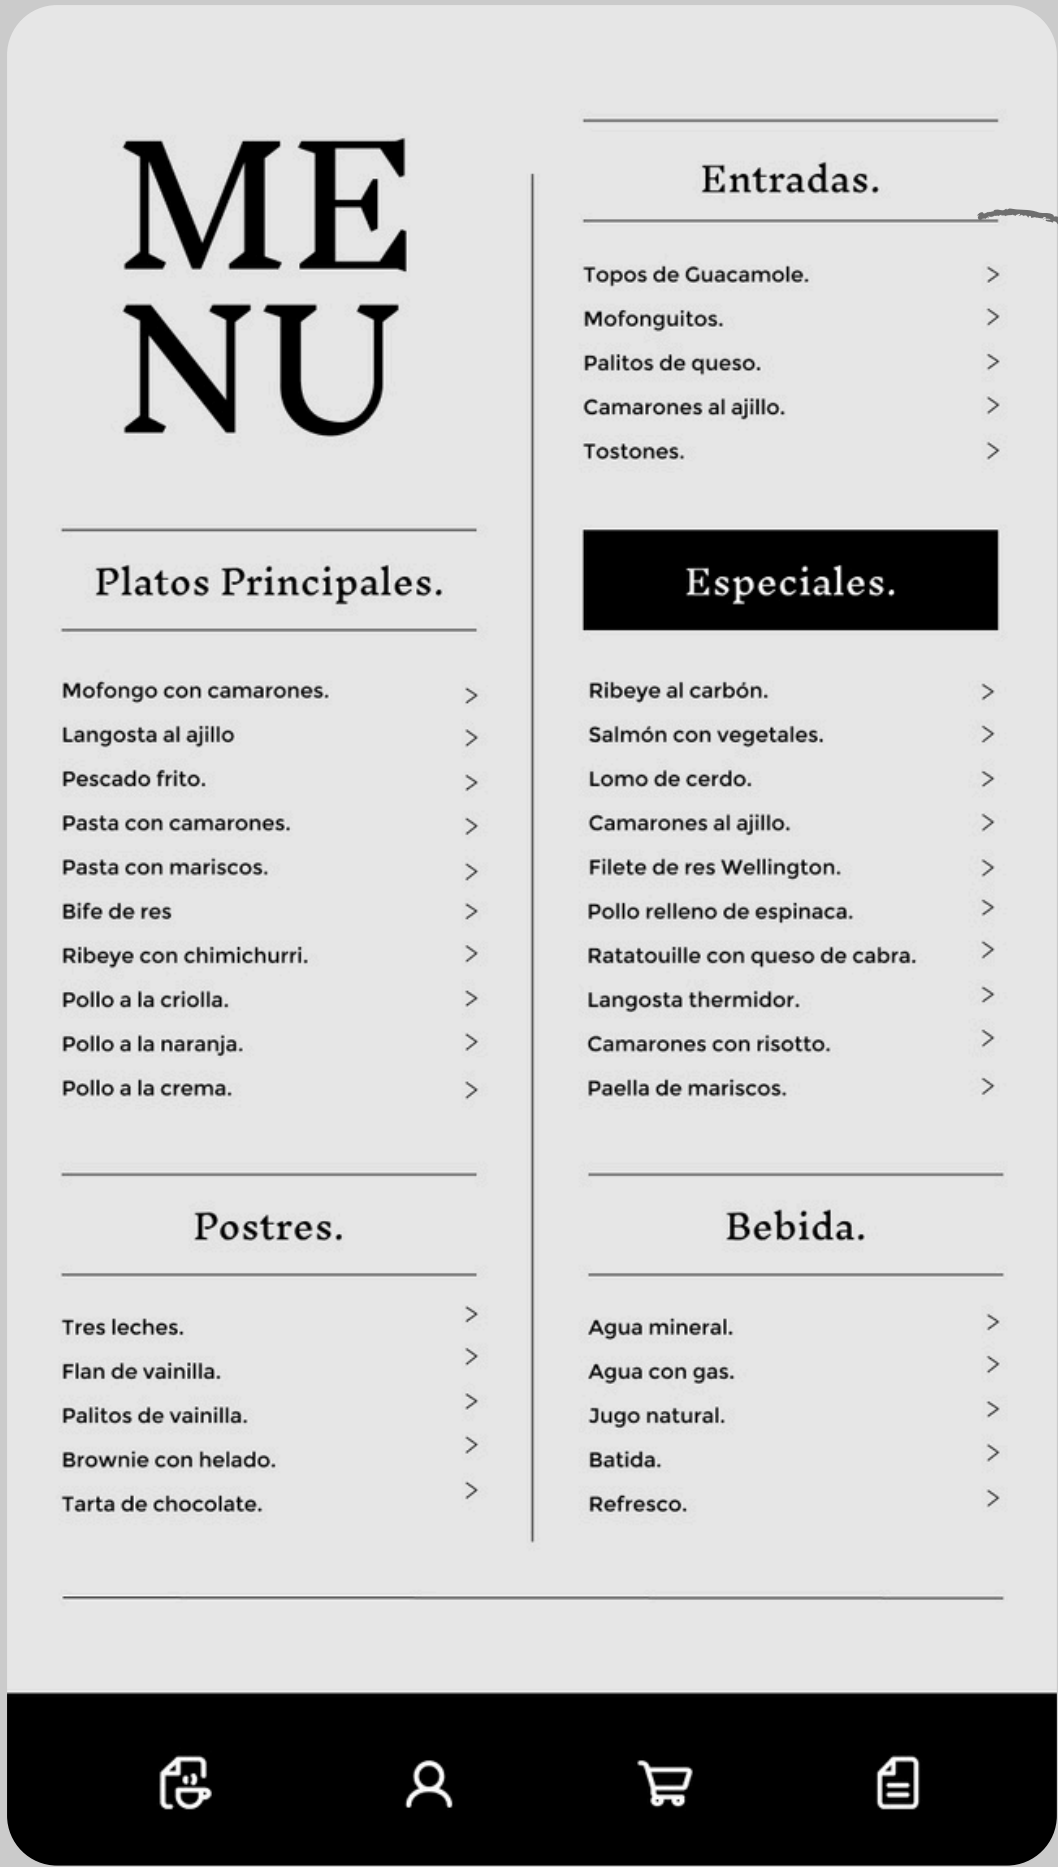 ME
NU
Entradas.
Topos de Guacamole. >
Mofonguitos. >
Palitos de queso. >
Camarones al ajillo. >
Tostones. >
Platos Principales.
Mofongo con camarones. >
Langosta al ajillo >
Pescado frito. >
Pasta con camarones. >
Pasta con mariscos. >
Bife de res >
Ribeye con chimichurri. >
Pollo a la criolla. >
Pollo a la naranja. >
Pollo a la crema. >
Especiales.
Ribeye al carbón. >
Salmón con vegetales. >
Lomo de cerdo. >
Camarones al ajillo. >
Filete de res Wellington. >
Pollo relleno de espinaca. >
Ratatouille con queso de cabra. >
Langosta thermidor. >
Camarones con risotto. >
Paella de mariscos. >
Postres.
Tres leches. >
Flan de vainilla. >
Palitos de vainilla. >
Brownie con helado. >
Tarta de chocolate. >
Bebida.
Agua mineral. >
Agua con gas. >
Jugo natural. >
Batida. >
Refresco. >